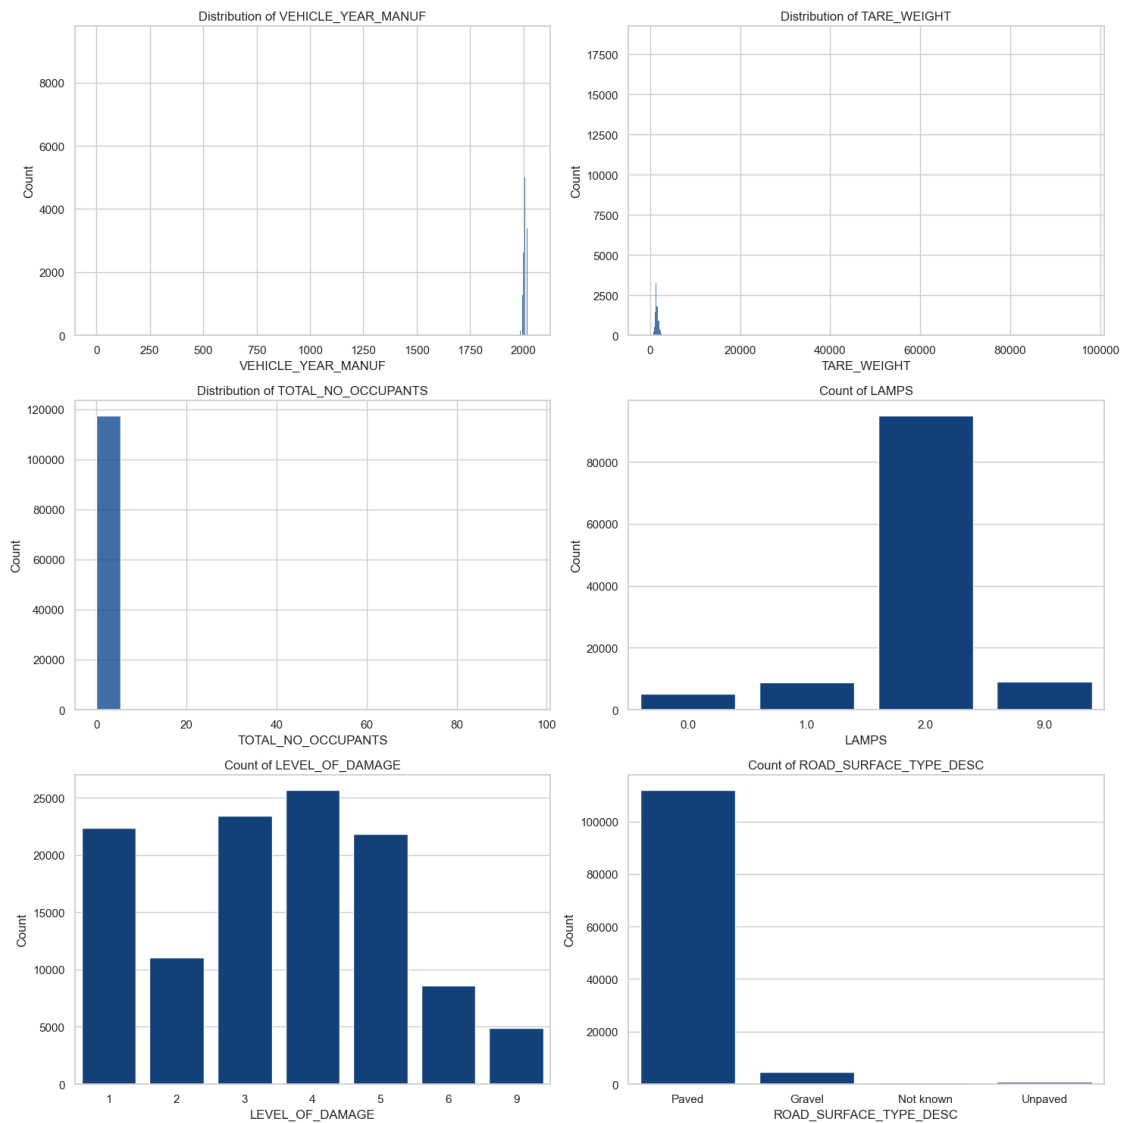 Distribution of VEHICLE_YEAR_MANUF
8000
6000
4000
2000
0
Count
0 250 500 750 1000 1250 1500 1750 2000
VEHICLE_YEAR_MANUF
Distribution of TARE_WEIGHT
17500
15000
12500
10000
7500
5000
2500
0
Count
0 20000 40000 60000 80000 100000
TARE_WEIGHT
Distribution of TOTAL_NO_OCCUPANTS
120000
100000
80000
60000
40000
20000
0
Count
0 20 40 60 80 100
TOTAL_NO_OCCUPANTS
Count of LAMPS
80000
60000
40000
20000
0
Count
0.0 1.0 2.0 9.0
LAMPS
Count of LEVEL_OF_DAMAGE
25000
20000
15000
10000
5000
0
Count
1 2 3 4 5 6 9
LEVEL_OF_DAMAGE
Count of ROAD_SURFACE_TYPE_DESC
100000
80000
60000
40000
20000
0
Count
Paved Gravel Not known Unpaved
ROAD_SURFACE_TYPE_DESC